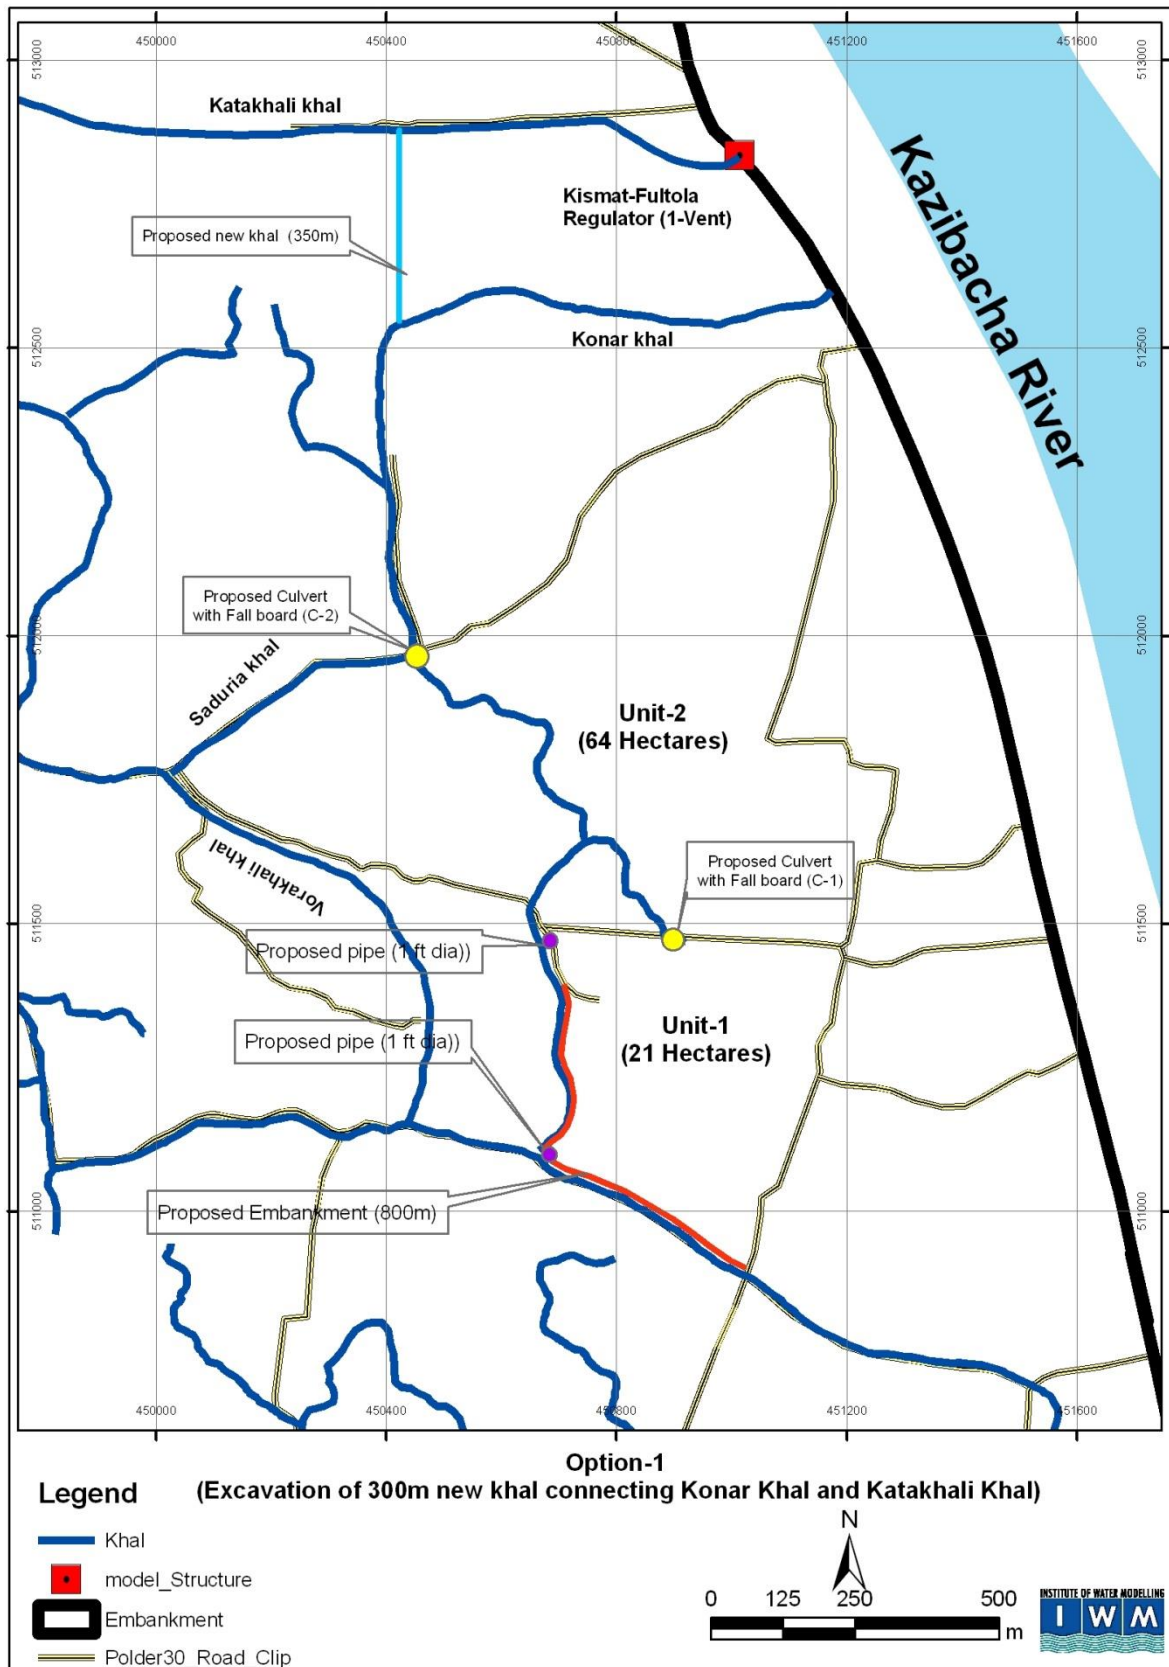 450000
450400
450800
451200
451600
513000
513000
Katakhali khal
Kazibacha River
Kismat-Fultola
Regulator (1-Vent)
Proposed new khal (350m)
Konar khal
512500
512500
Proposed Culvert
with Fall board (C-2)
512000
512000
Saduria khal
Unit-2
(64 Hectares)
Vorakhali khal
Proposed Culvert
with Fall board (C-1)
511500
511500
Proposed pipe (1 ft dia))
Proposed pipe (1 ft dia))
Unit-1
(21 Hectares)
Proposed Embankment (800m)
511000
511000
450000
450400
450800
451200
451600
Option-1
(Excavation of 300m new khal connecting Konar Khal and Katakhali Khal)
Legend
Khal
model_Structure
Embankment
Polder30_Road_Clip
N
0 125 250 500
m
INSTITUTE OF WATER MODELLING
I W M